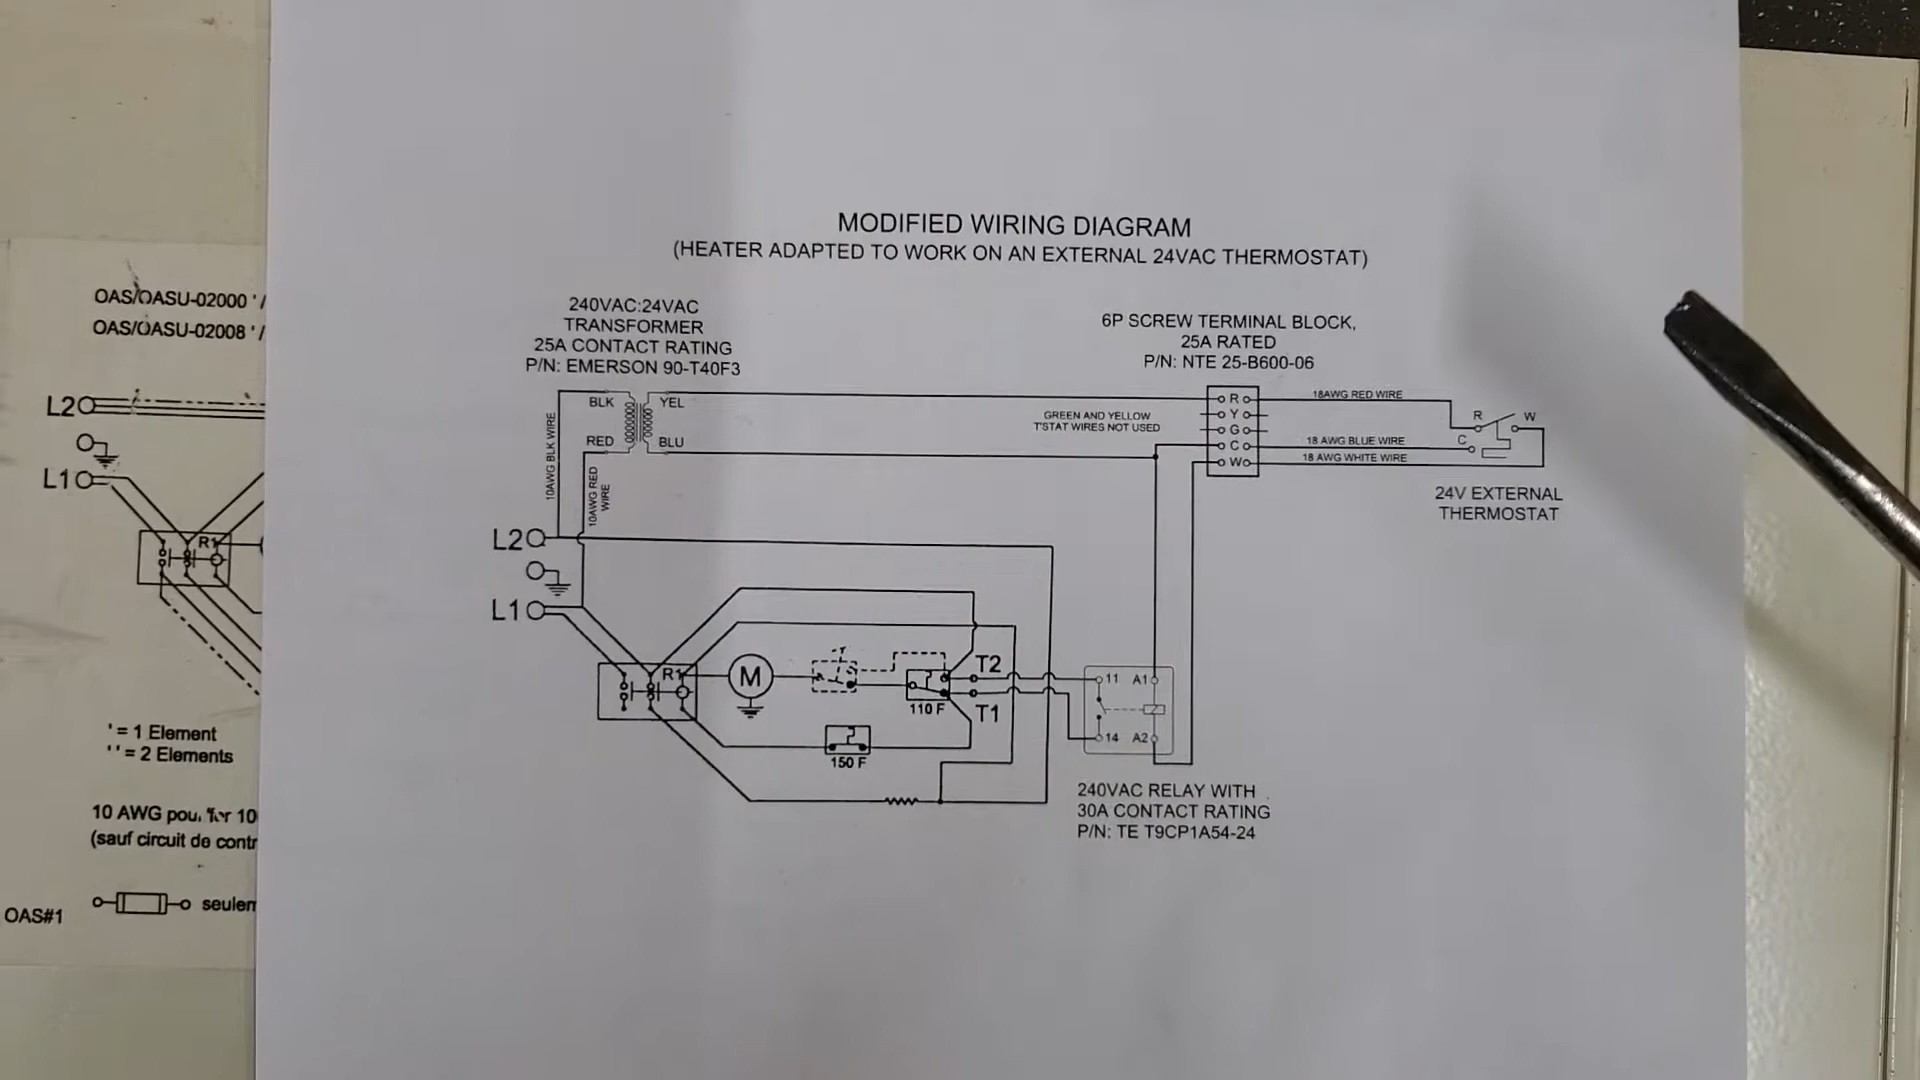 MODIFIED WIRING DIAGRAM
(HEATER ADAPTED TO WORK ON AN EXTERNAL 24VAC THERMOSTAT)
240VAC:24VAC
TRANSFORMER
25A CONTACT RATING
P/N: EMERSON 90-T40F3
6P SCREW TERMINAL BLOCK,
25A RATED
P/N: NTE 25-B600-06
BLK
YEL
RED
BLU
10AWG BLK WIRE
10AWG RED
WIRE
GREEN AND YELLOW
T'STAT WIRES NOT USED
R
Y
G
C
W
18AWG RED WIRE
18 AWG BLUE WIRE
18 AWG WHITE WIRE
R
W
C
24V EXTERNAL
THERMOSTAT
L2
L1
R1
M
110 F
150 F
T2
T1
11
A1
14
A2
240VAC RELAY WITH
30A CONTACT RATING
P/N: TE T9CP1A54-24
OAS/OASU-02000 ' /
OAS/OASU-02008 ' /
L2
L1
R1
' = 1 Element
' ' = 2 Elements
10 AWG pour for 10
(sauf circuit de contr
OAS#1
seulem